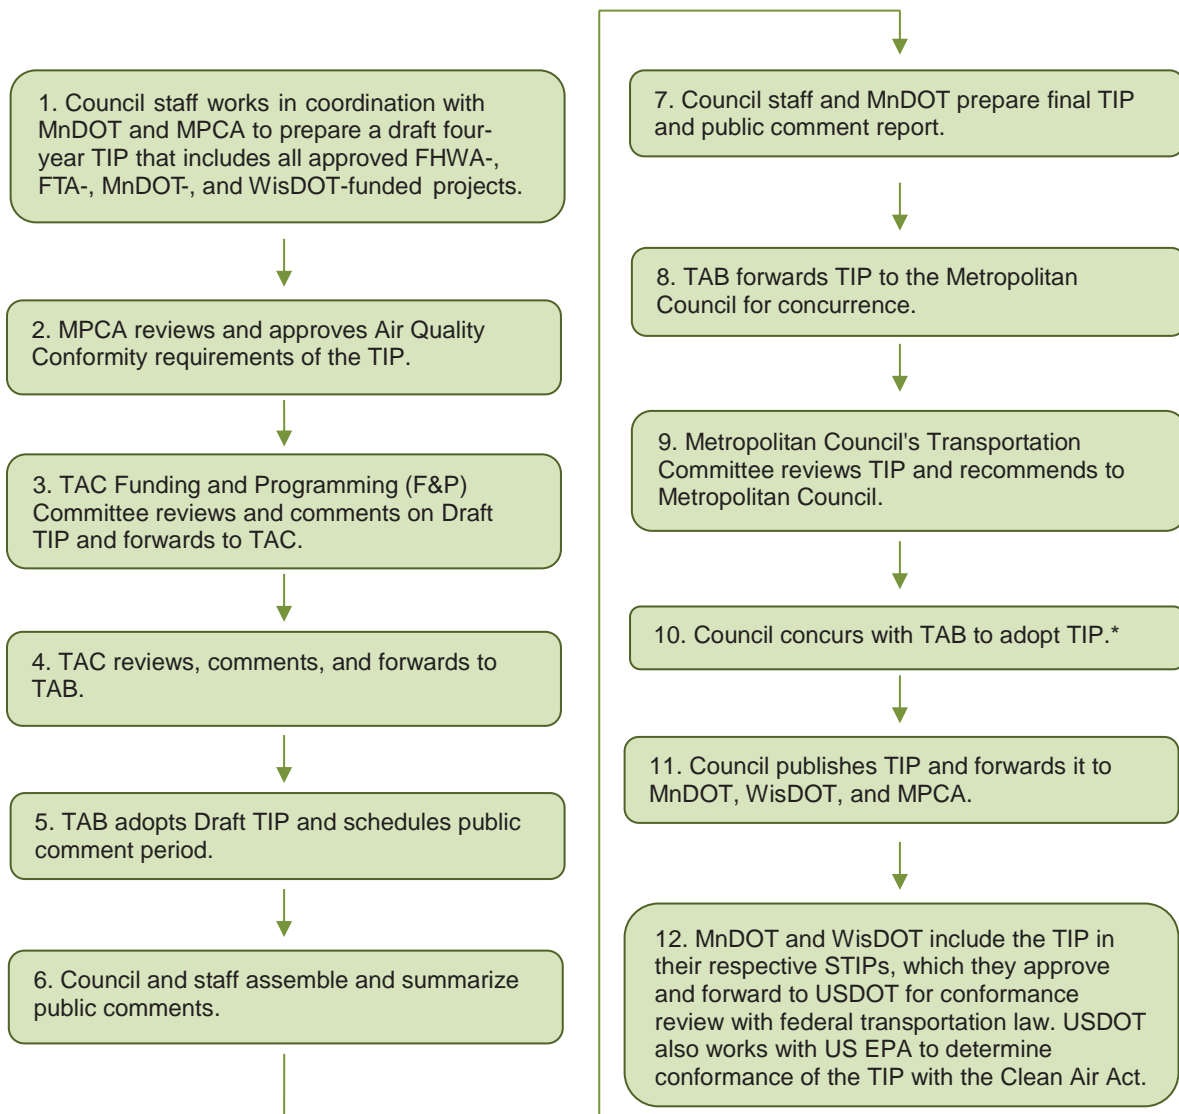 1. Council staff works in coordination with
MnDOT and MPCA to prepare a draft four-
year TIP that includes all approved FHWA-,
FTA-, MnDOT-, and WisDOT-funded projects.
2. MPCA reviews and approves Air Quality
Conformity requirements of the TIP.
3. TAC Funding and Programming (F&P)
Committee reviews and comments on Draft
TIP and forwards to TAC.
4. TAC reviews, comments, and forwards to
TAB.
5. TAB adopts Draft TIP and schedules public
comment period.
6. Council and staff assemble and summarize
public comments.
7. Council staff and MnDOT prepare final TIP
and public comment report.
8. TAB forwards TIP to the Metropolitan
Council for concurrence.
9. Metropolitan Council's Transportation
Committee reviews TIP and recommends to
Metropolitan Council.
10. Council concurs with TAB to adopt TIP.*
11. Council publishes TIP and forwards it to
MnDOT, WisDOT, and MPCA.
12. MnDOT and WisDOT include the TIP in
their respective STIPs, which they approve
and forward to USDOT for conformance
review with federal transportation law. USDOT
also works with US EPA to determine
conformance of the TIP with the Clean Air Act.